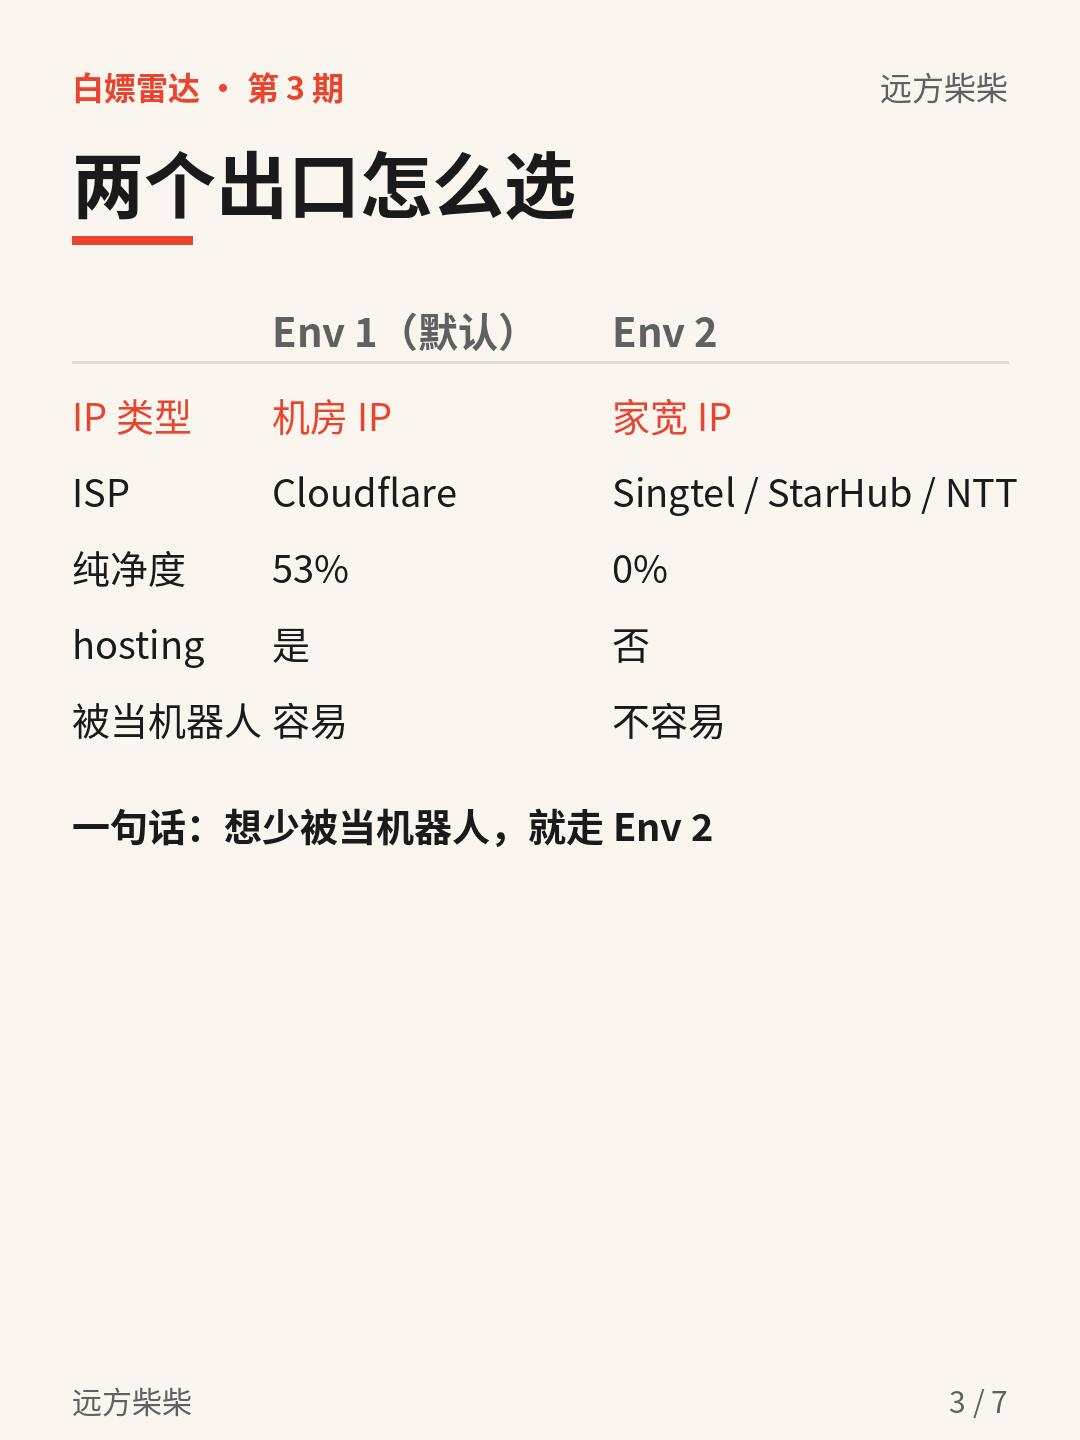 白嫖雷达 · 第 3 期
远方柴柴
两个出口怎么选
Env 1（默认） Env 2
IP 类型 机房 IP 家宽 IP
ISP Cloudflare Singtel / StarHub / NTT
纯净度 53% 0%
hosting 是 否
被当机器人 容易 不容易
一句话：想少被当机器人，就走 Env 2
远方柴柴
3 / 7